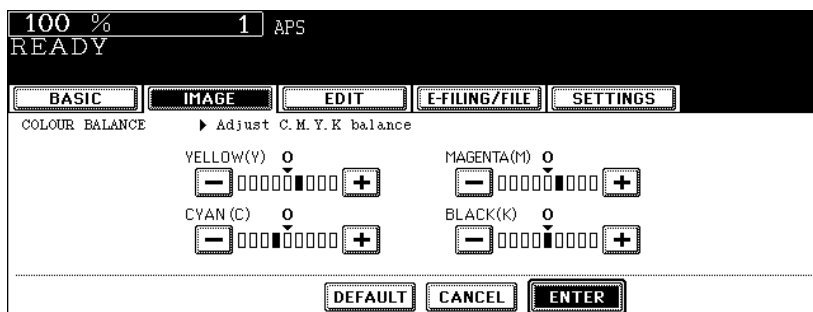 100 % 1 APS
READY
BASIC IMAGE EDIT E-FILING/FILE SETTINGS
COLOUR BALANCE Adjust C.M.Y.K balance
YELLOW(Y) 0 MAGENTA(M) 0
CYAN(C) 0 BLACK(K) 0
DEFAULT CANCEL ENTER